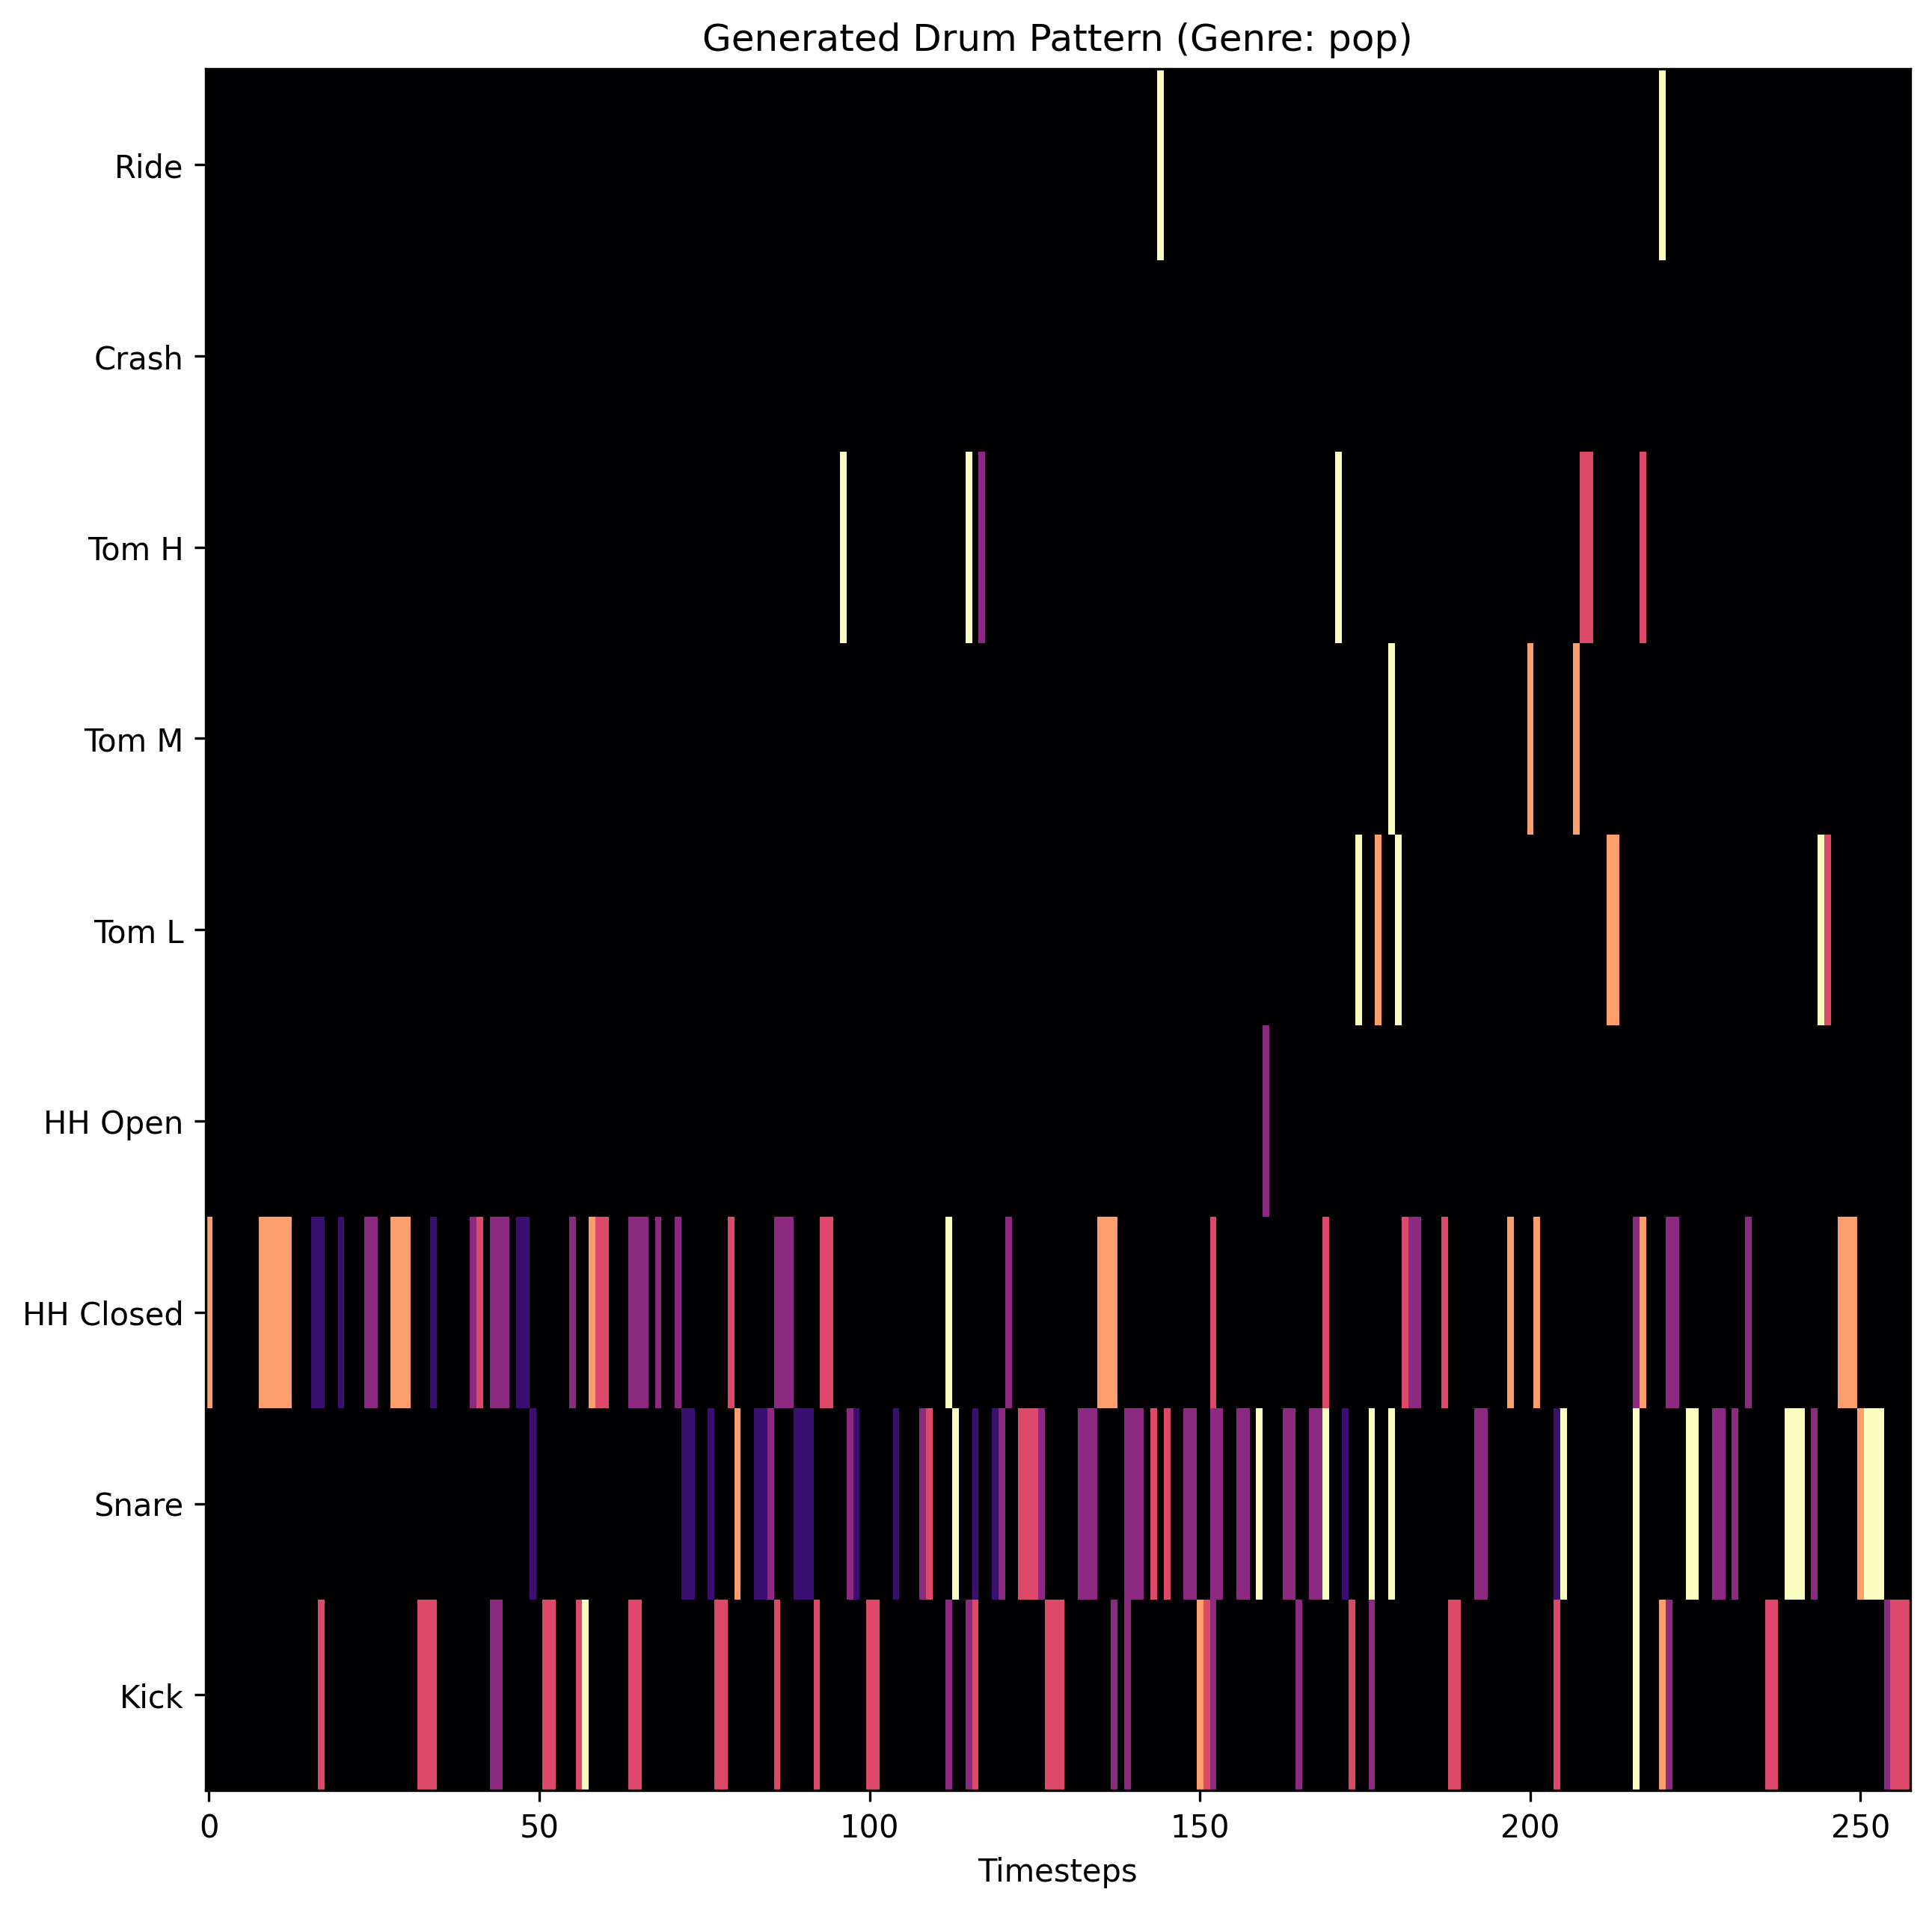 Generated Drum Pattern (Genre: pop)
Ride
Crash
Tom H
Tom M
Tom L
HH Open
HH Closed
Snare
Kick
0 50 100 150 200 250
Timesteps